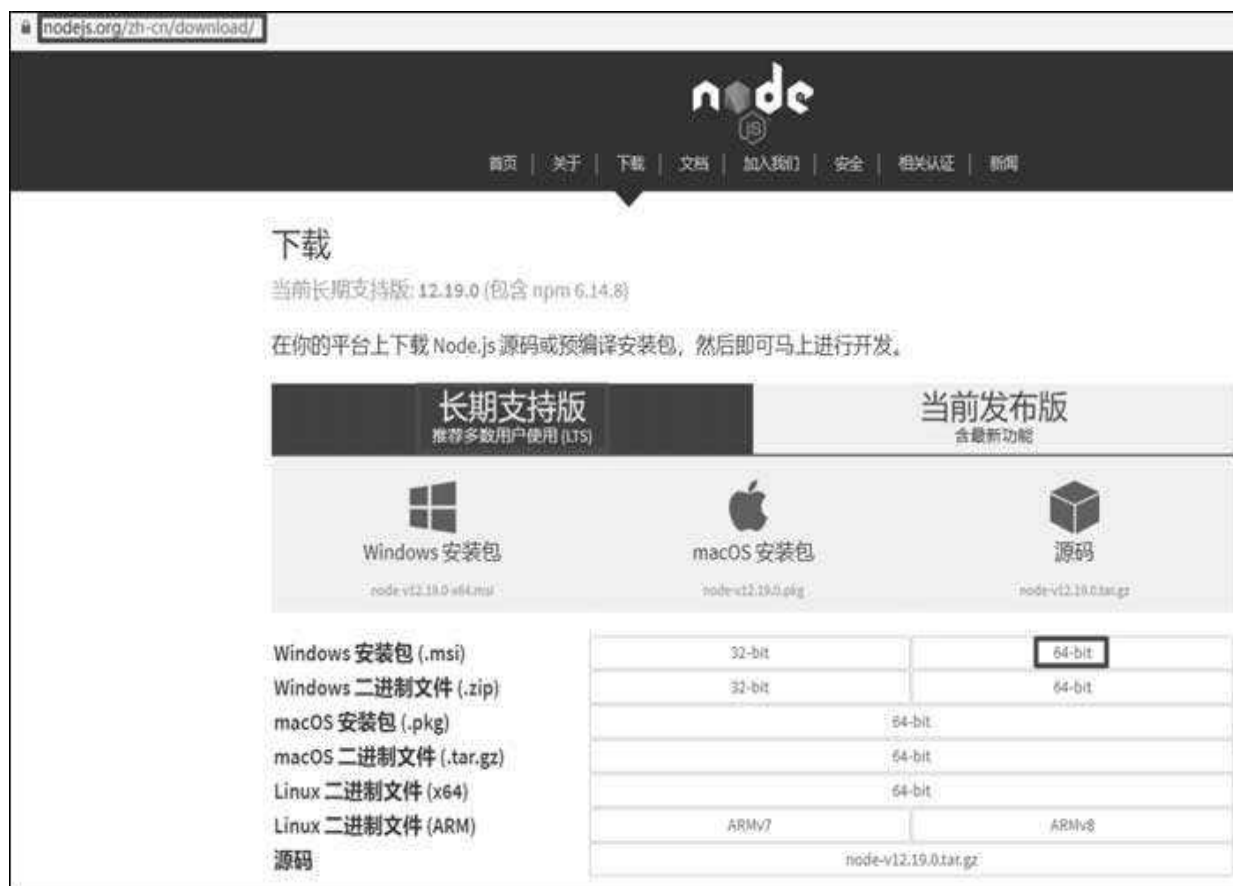 nodejs.org/zh-cn/download/
node
JS
首页 | 关于 | 下载 | 文档 | 加入我们 | 安全 | 相关认证 | 新闻
下载
当前长期支持版: 12.19.0 (包含 npm 6.14.8)
在你的平台上下载 Node.js 源码或预编译安装包，然后即可马上进行开发。
长期支持版 当前发布版
推荐多数用户使用 (LTS) 含最新功能
Windows 安装包 macOS 安装包 源码
node-v12.19.0-x64.msi node-v12.19.0.pkg node-v12.19.0.tar.gz
Windows 安装包 (.msi) 32-bit 64-bit
Windows 二进制文件 (.zip) 32-bit 64-bit
macOS 安装包 (.pkg) 64-bit
macOS 二进制文件 (.tar.gz) 64-bit
Linux 二进制文件 (x64) 64-bit
Linux 二进制文件 (ARM) ARMv7 ARMv8
源码 node-v12.19.0.tar.gz